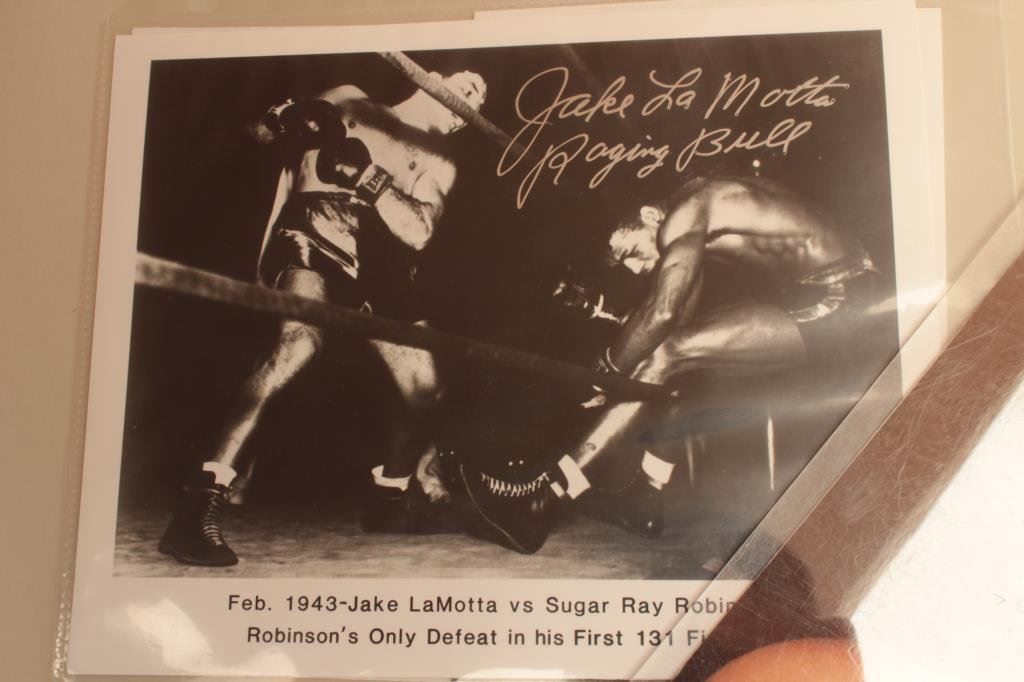 Jake La Motta
Raging Bull
Feb. 1943-Jake LaMotta vs Sugar Ray Robin
Robinson's Only Defeat in his First 131 Fi